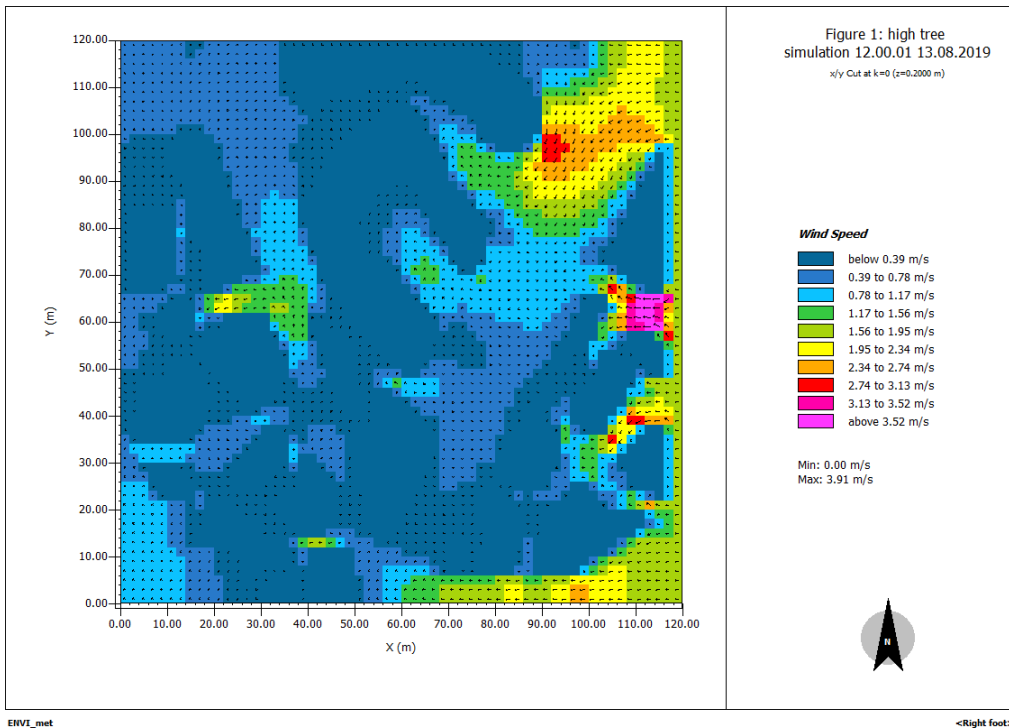 Figure 1: high tree
simulation 12.00.01 13.08.2019
x/y Cut at k=0 (z=0.2000 m)
120.00
110.00
100.00
90.00
80.00
70.00
60.00
50.00
40.00
30.00
20.00
10.00
0.00
Y (m)
0.00 10.00 20.00 30.00 40.00 50.00 60.00 70.00 80.00 90.00 100.00 110.00 120.00
X (m)
Wind Speed
below 0.39 m/s
0.39 to 0.78 m/s
0.78 to 1.17 m/s
1.17 to 1.56 m/s
1.56 to 1.95 m/s
1.95 to 2.34 m/s
2.34 to 2.74 m/s
2.74 to 3.13 m/s
3.13 to 3.52 m/s
above 3.52 m/s
Min: 0.00 m/s
Max: 3.91 m/s
N
ENVI_met
<Right foot: